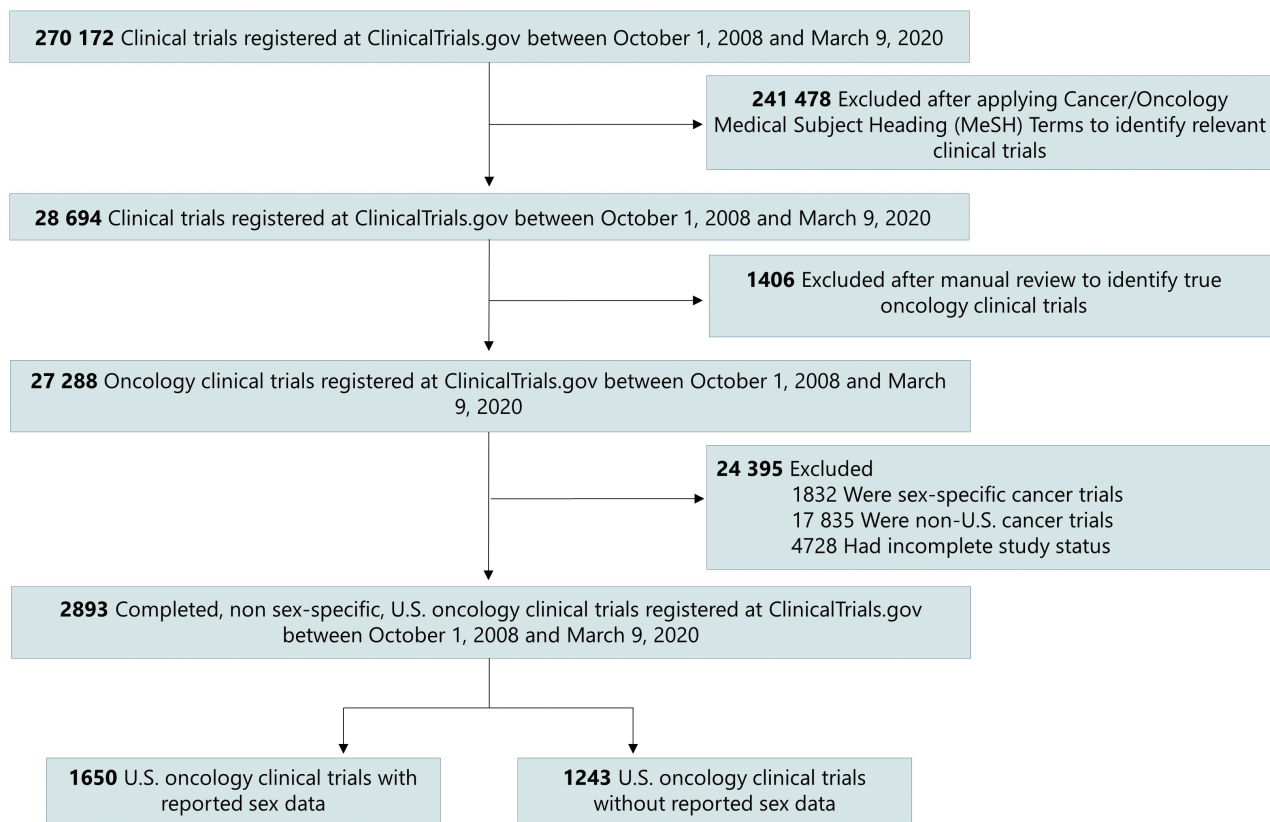 270 172 Clinical trials registered at ClinicalTrials.gov between October 1, 2008 and March 9, 2020
241 478 Excluded after applying Cancer/Oncology
Medical Subject Heading (MeSH) Terms to identify relevant
clinical trials
28 694 Clinical trials registered at ClinicalTrials.gov between October 1, 2008 and March 9, 2020
1406 Excluded after manual review to identify true
oncology clinical trials
27 288 Oncology clinical trials registered at ClinicalTrials.gov between October 1, 2008 and March
9, 2020
24 395 Excluded
1832 Were sex-specific cancer trials
17 835 Were non-U.S. cancer trials
4728 Had incomplete study status
2893 Completed, non sex-specific, U.S. oncology clinical trials registered at ClinicalTrials.gov
between October 1, 2008 and March 9, 2020
1650 U.S. oncology clinical trials with
reported sex data
1243 U.S. oncology clinical trials
without reported sex data